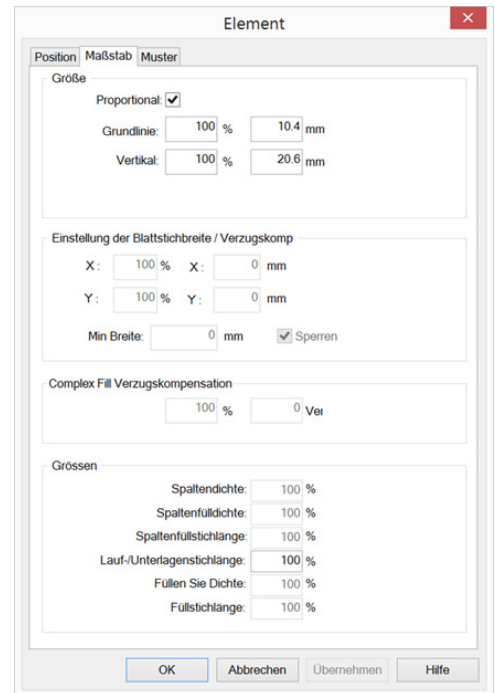 Element
Position Maßstab Muster
Größe
Proportional:
Grundlinie: 100 % 10.4 mm
Vertikal: 100 % 20.6 mm
Einstellung der Blattstichbreite / Verzugskomp
X : 100 % X : 0 mm
Y : 100 % Y : 0 mm
Min Breite: 0 mm Sperren
Complex Fill Verzugskompensation
100 % 0 Ver
Grössen
Spaltendichte: 100 %
Spaltenfülldichte: 100 %
Spaltenfüllstichlänge: 100 %
Lauf-/Unterlagenstichlänge: 100 %
Füllen Sie Dichte: 100 %
Füllstichlänge: 100 %
OK Abbrechen Übernehmen Hilfe